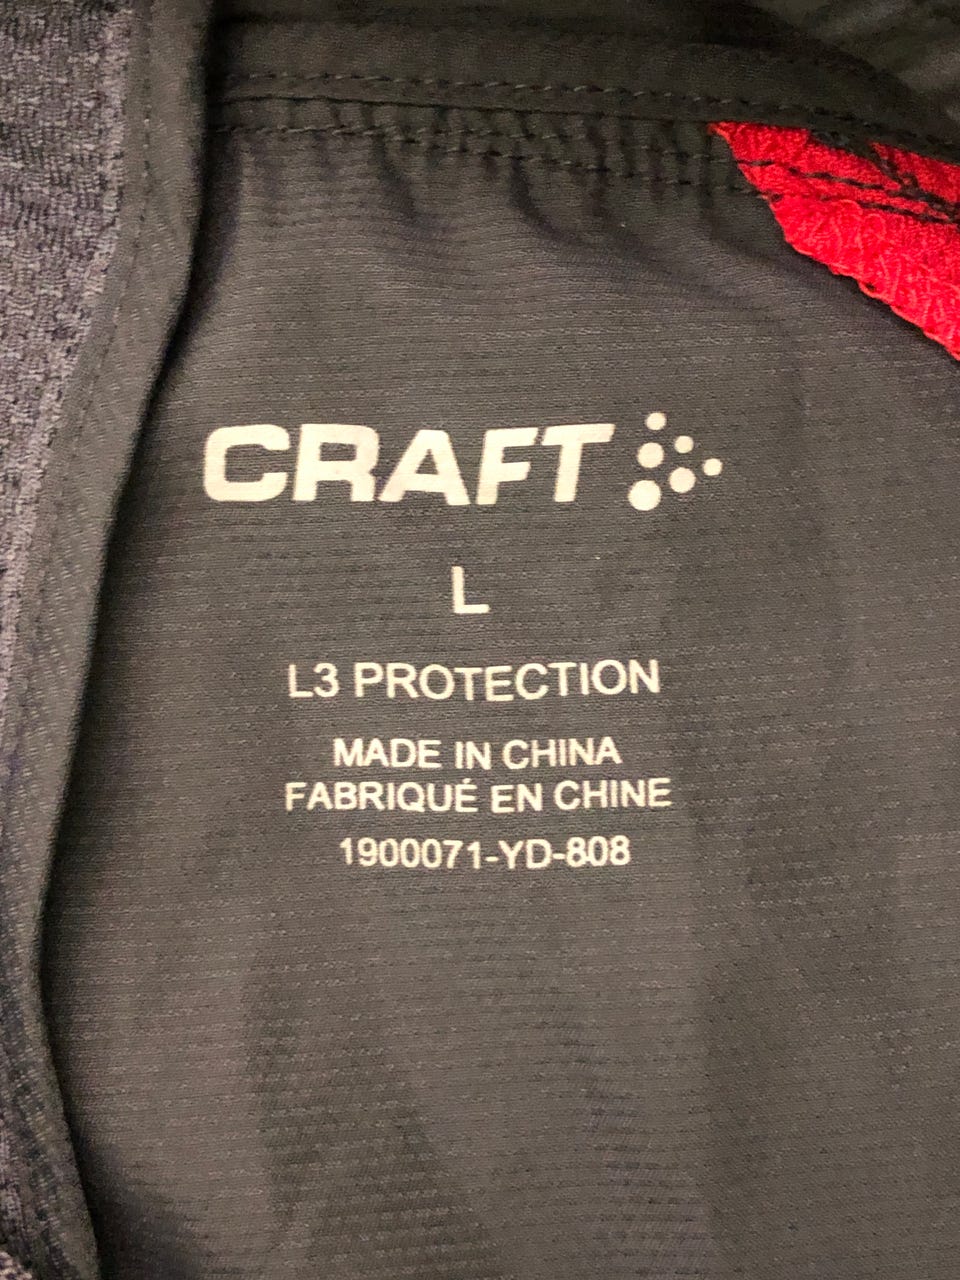 CRAFT
L
L3 PROTECTION
MADE IN CHINA
FABRIQUÉ EN CHINE
1900071-YD-808